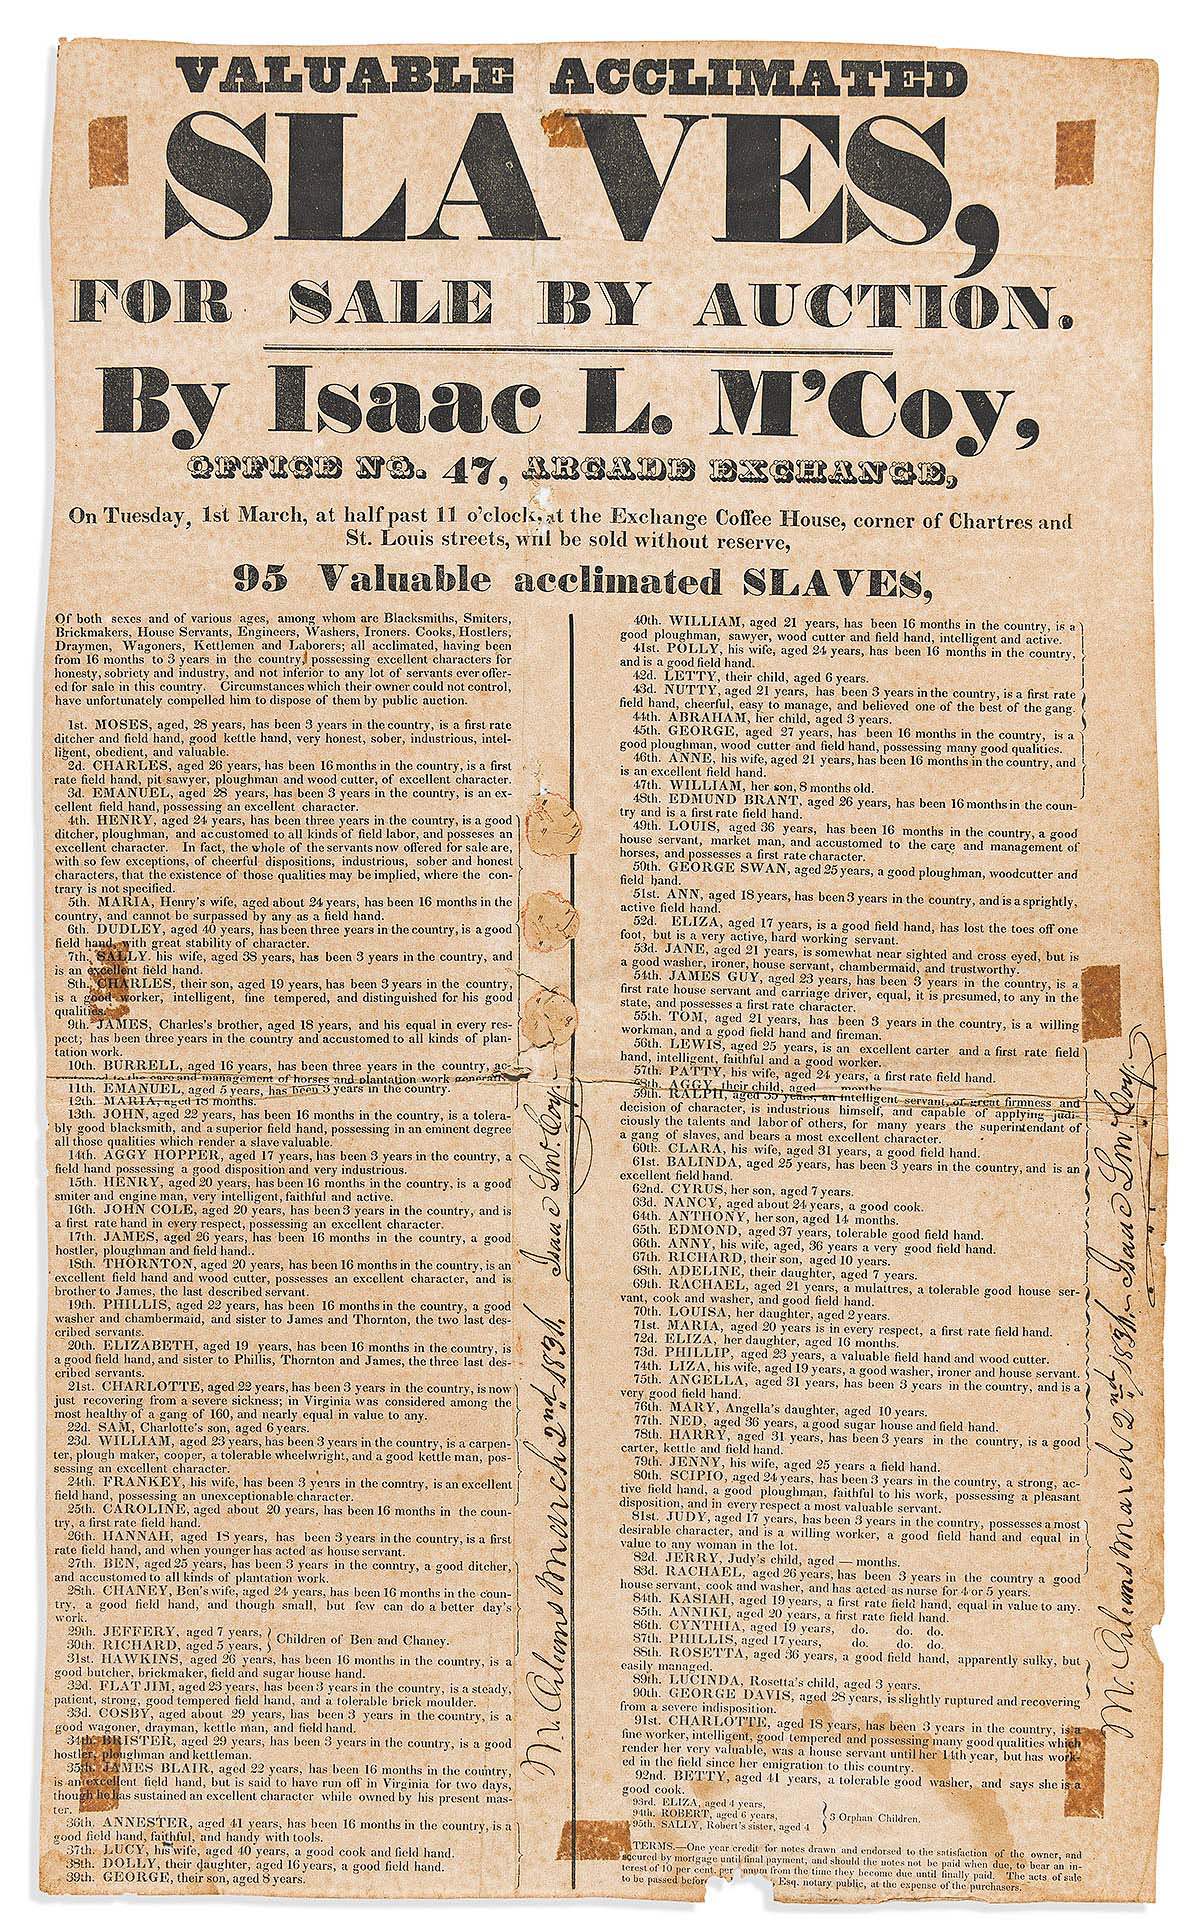 VALUABLE ACCLIMATED
SLAVES,
FOR SALE BY AUCTION.
By Isaac L. M'Coy,
OFFICE NO. 47, ARCADE EXCHANGE,
On Tuesday, 1st March, at half past 11 o'clock, at the Exchange Coffee House, corner of Chartres and
St. Louis streets, will be sold without reserve,
95 Valuable acclimated SLAVES,
Of both sexes and of various ages, among whom are Blacksmiths, Smiters,
Brickmakers, House Servants, Engineers, Washers, Ironers. Cooks, Hostlers,
Draymen, Wagoners, Kettlemen and Laborers; all acclimated, having been
from 16 months to 3 years in the country, possessing excellent characters for
honesty, sobriety and industry, and not inferior to any lot of servants ever offer-
ed for sale in this country. Circumstances which their owner could not control,
have unfortunately compelled him to dispose of them by public auction.
1st. MOSES, aged, 28 years, has been 3 years in the country, is a first rate
ditcher and field hand, good kettle hand, very honest, sober, industrious, intel-
ligent, obedient, and valuable.
2d. CHARLES, aged 26 years, has been 16 months in the country, is a first
rate field hand, pit sawyer, ploughman and wood cutter, of excellent character.
3d. EMANUEL, aged 28 years, has been 3 years in the country, is an ex-
cellent field hand, possessing an excellent character.
4th. HENRY, aged 24 years, has been three years in the country, is a good
ditcher, ploughman, and accustomed to all kinds of field labor, and posseses an
excellent character. In fact, the whole of the servants now offered for sale are,
with so few exceptions, of cheerful dispositions, industrious, sober and honest
characters, that the existence of those qualities may be implied, where the con-
trary is not specified.
5th. MARIA, Henry's wife, aged about 24 years, has been 16 months in the
country, and cannot be surpassed by any as a field hand.
6th. DUDLEY, aged 40 years, has been three years in the country, is a good
field hand, with great stability of character.
7th. SALLY. his wife, aged 38 years, has been 3 years in the country, and
is an excellent field hand.
8th. CHARLES, their son, aged 19 years, has been 3 years in the country,
is a good worker, intelligent, fine tempered, and distinguished for his good
qualities.
9th. JAMES, Charles's brother, aged 18 years, and his equal in every res-
pect; has been three years in the country and accustomed to all kinds of plan-
tation work.
10th. BURRELL, aged 16 years, has been three years in the country, ac-
customed to the care and management of horses and plantation work generally.
11th. EMANUEL, aged 5 years, has been 3 years in the country.
12th. MARIA, aged 18 months.
13th. JOHN, aged 22 years, has been 16 months in the country, is a tolera-
bly good blacksmith, and a superior field hand, possessing in an eminent degree
all those qualities which render a slave valuable.
14th. AGGY HOPPER, aged 17 years, has been 3 years in the country, a
field hand possessing a good disposition and very industrious.
15th. HENRY, aged 20 years, has been 16 months in the country, is a good
smiter and engine man, very intelligent, faithful and active.
16th. JOHN COLE, aged 20 years, has been 3 years in the country, and is
a first rate hand in every respect, possessing an excellent character.
17th. JAMES, aged 26 years, has been 16 months in the country, a good
hostler, ploughman and field hand..
18th. THORNTON, aged 20 years, has been 16 months in the country, is an
excellent field hand and wood cutter, possesses an excellent character, and is
brother to James, the last described servant.
19th. PHILLIS, aged 22 years, has been 16 months in the country, a good
washer and chambermaid, and sister to James and Thornton, the two last des-
cribed servants.
20th. ELIZABETH, aged 19 years, has been 16 months in the country, is
a good field hand, and sister to Phillis, Thornton and James, the three last des-
cribed servants.
21st. CHARLOTTE, aged 22 years, has been 3 years in the country, is now
just recovering from a severe sickness; in Virginia was considered among the
most healthy of a gang of 160, and nearly equal in value to any.
22d. SAM, Charlotte's son, aged 6 years.
23d. WILLIAM, aged 23 years, has been 3 years in the country, is a carpen-
ter, plough maker, cooper, a tolerable wheelwright, and a good kettle man, pos-
sessing an excellent character.
24th. FRANKEY, his wife, has been 3 years in the country, is an excellent
field hand, possessing an unexceptionable character.
25th. CAROLINE, aged about 20 years, has been 16 months in the coun-
try, a first rate field hand.
26th. HANNAH, aged 18 years, has been 3 years in the country, is a first
rate field hand, and when younger has acted as house servant.
27th. BEN, aged 25 years, has been 3 years in the country, a good ditcher,
and accustomed to all kinds of plantation work.
28th. CHANEY, Ben's wife, aged 24 years, has been 16 months in the coun-
try, a good field hand, and though small, but few can do a better day's
work.
29th. JEFFERY, aged 7 years,
30th. RICHARD, aged 5 years, } Children of Ben and Chaney.
31st. HAWKINS, aged 26 years, has been 16 months in the country, is a
good butcher, brickmaker, field and sugar house hand.
32d. FLAT JIM, aged 23 years, has been 3 years in the country, is a steady,
patient, strong, good tempered field hand, and a tolerable brick moulder.
33d. COSBY, aged about 29 years, has been 3 years in the country, is a
good wagoner, drayman, kettle man, and field hand.
34th. BRISTER, aged 29 years, has been 3 years in the country, is a good
hostler, ploughman and kettleman.
35th. JAMES BLAIR, aged 22 years, has been 16 months in the country,
is an excellent field hand, but is said to have run off in Virginia for two days,
though he has sustained an excellent character while owned by his present mas-
ter.
36th. ANNESTER, aged 41 years, has been 16 months in the country, is a
good field hand, faithful, and handy with tools.
37th. LUCY, his wife, aged 40 years, a good cook and field hand.
38th. DOLLY, their daughter, aged 16 years, a good field hand.
39th. GEORGE, their son, aged 8 years.
N. Orleans March 2nd 1834 Isaac L McCoy
40th. WILLIAM, aged 21 years, has been 16 months in the country, is a
good ploughman, sawyer, wood cutter and field hand, intelligent and active.
41st. POLLY, his wife, aged 24 years, has been 16 months in the country,
and is a good field hand.
42d. LETTY, their child, aged 6 years.
43d. NUTTY, aged 21 years, has been 3 years in the country, is a first rate
field hand, cheerful, easy to manage, and believed one of the best of the gang.
44th. ABRAHAM, her child, aged 3 years.
45th. GEORGE, aged 27 years, has been 16 months in the country, is a
good ploughman, wood cutter and field hand, possessing many good qualities.
46th. ANNE, his wife, aged 21 years, has been 16 months in the country, and
is an excellent field hand.
47th. WILLIAM, her son, 8 months old.
48th. EDMUND BRANT, aged 26 years, has been 16 months in the coun-
try and is a first rate field hand.
49th. LOUIS, aged 36 years, has been 16 months in the country, a good
house servant, market man, and accustomed to the care and management of
horses, and possesses a first rate character.
50th. GEORGE SWAN, aged 25 years, a good ploughman, woodcutter and
field hand.
51st. ANN, aged 18 years, has been 3 years in the country, and is a sprightly,
active field hand.
52d. ELIZA, aged 17 years, is a good field hand, has lost the toes off one
foot, but is a very active, hard working servant.
53d. JANE, aged 21 years, is somewhat near sighted and cross eyed, but is
a good washer, ironer, house servant, chambermaid, and trustworthy.
54th. JAMES GUY, aged 23 years, has been 3 years in the country, is a
first rate house servant and carriage driver, equal, it is presumed, to any in the
state, and possesses a first rate character.
55th. TOM, aged 21 years, has been 3 years in the country, is a willing
workman, and a good field hand and fireman.
56th. LEWIS, aged 25 years, is an excellent carter and a first rate field
hand, intelligent, faithful and a good worker.
57th. PATTY, his wife, aged 24 years, a first rate field hand.
58th. AGGY, their child, aged months.
59th. RALPH, aged 35 years, an intelligent servant, of great firmness and
decision of character, is industrious himself, and capable of applying judi-
ciously the talents and labor of others, for many years the superintendant of
a gang of slaves, and bears a most excellent character.
60th. CLARA, his wife, aged 31 years, a good field hand.
61st. BALINDA, aged 25 years, has been 3 years in the country, and is an
excellent field hand.
62nd. CYRUS, her son, aged 7 years.
63d. NANCY, aged about 24 years, a good cook.
64th. ANTHONY, her son, aged 14 months.
65th. EDMOND, aged 37 years, tolerable good field hand.
66th. ANNY, his wife, aged, 36 years a very good field hand.
67th. RICHARD, their son, aged 10 years.
68th. ADELINE, their daughter, aged 7 years.
69th. RACHAEL, aged 21 years, a mulattres, a tolerable good house ser-
vant, cook and washer, and good field hand.
70th. LOUISA, her daughter, aged 2 years.
71st. MARIA, aged 20 years is in every respect, a first rate field hand.
72d. ELIZA, her daughter, aged 16 months.
73d. PHILLIP, aged 23 years, a valuable field hand and wood cutter.
74th. LIZA, his wife, aged 19 years, a good washer, ironer and house servant.
75th. ANGELLA, aged 31 years, has been 3 years in the country, and is a
very good field hand.
76th. MARY, Angella's daughter, aged 10 years.
77th. NED, aged 36 years, a good sugar house and field hand.
78th. HARRY, aged 31 years, has been 3 years in the country, is a good
carter, kettle and field hand.
79th. JENNY, his wife, aged 25 years a field hand.
80th. SCIPIO, aged 24 years, has been 3 years in the country, a strong, ac-
tive field hand, a good ploughman, faithful to his work, possessing a pleasant
disposition, and in every respect a most valuable servant.
81st. JUDY, aged 17 years, has been 3 years in the country, possesses a most
desirable character, and is a willing worker, a good field hand and equal in
value to any woman in the lot.
82d. JERRY, Judy's child, aged — months.
83d. RACHAEL, aged 26 years, has been 3 years in the country a good
house servant, cook and washer, and has acted as nurse for 4 or 5 years.
84th. KASIAH, aged 19 years, a first rate field hand, equal in value to any.
85th. ANNIKI, aged 20 years, a first rate field hand.
86th. CYNTHIA, aged 19 years, do. do. do.
87th. PHILLIS, aged 17 years, do. do. do.
88th. ROSETTA, aged 36 years, a good field hand, apparently sulky, but
easily managed.
89th. LUCINDA, Rosetta's child, aged 3 years.
90th. GEORGE DAVIS, aged 28 years, is slightly ruptured and recovering
from a severe indisposition.
91st. CHARLOTTE, aged 18 years, has been 3 years in the country, is a
fine worker, intelligent, good tempered and possessing many good qualities which
render her very valuable, was a house servant until her 14th year, but has work-
ed in the field since her emigration to this country.
92d. BETTY, aged 41 years, a tolerable good washer, and says she is a
good cook.
93rd. ELIZA, aged 4 years,
94th. ROBERT, aged 6 years, } 3 Orphan Children.
95th. SALLY, Robert's sister, aged 4
TERMS.—One year credit for notes drawn and endorsed to the satisfaction of the owner, and
secured by mortgage until final payment, and should the notes not be paid when due, to bear an in-
terest of 10 per cent. per annum from the time they become due until finally paid. The acts of sale
to be passed before , Esq. notary public, at the expense of the purchasers.
N. Orleans March 2nd 1834 Isaac L McCoy